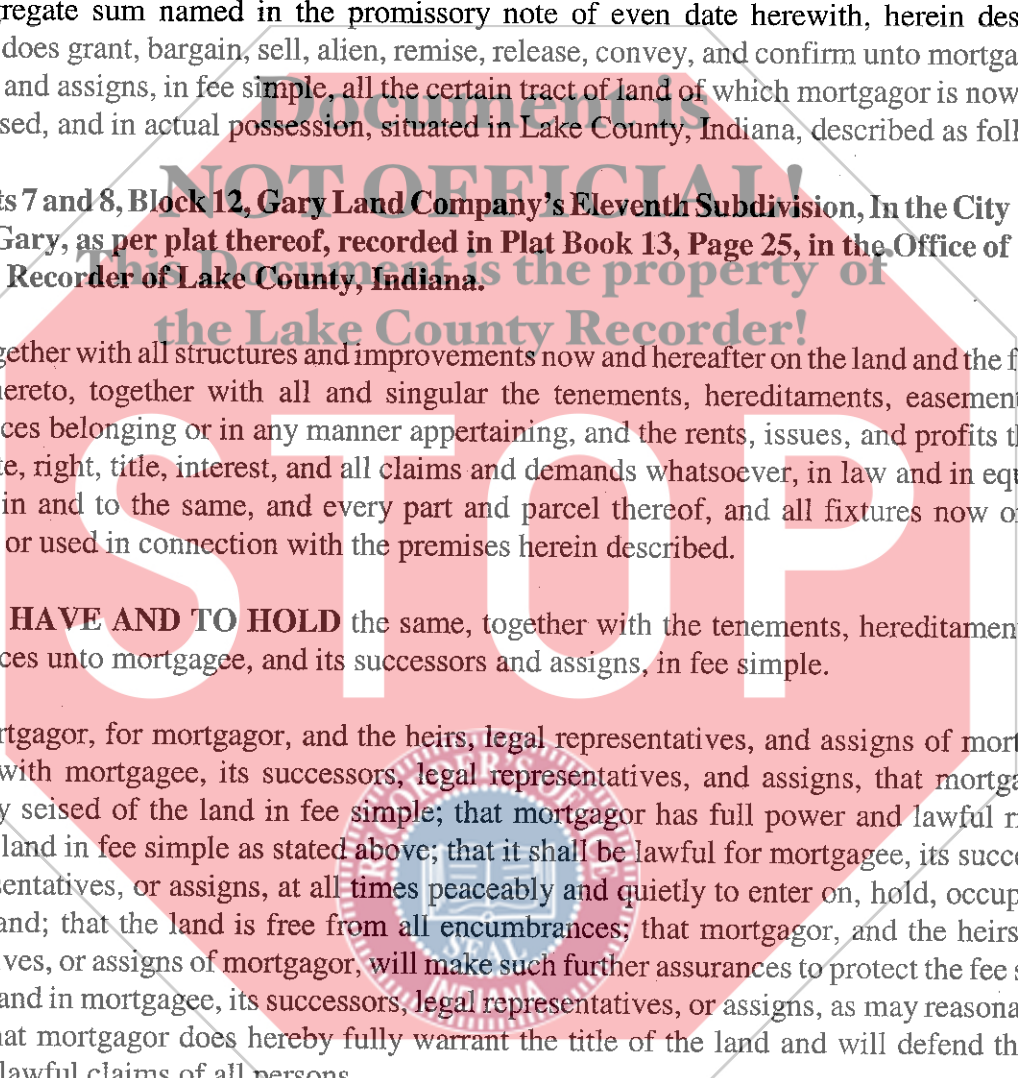 regate sum named in the promissory note of even date herewith, herein des
does grant, bargain, sell, alien, remise, release, convey, and confirm unto mortga
and assigns, in fee simple, all the certain tract of land of which mortgagor is now
sed, and in actual possession, situated in Lake County, Indiana, described as foll
Document is
NOT OFFICIAL!
This Document is the property of
the Lake County Recorder!
ts 7 and 8, Block 12, Gary Land Company's Eleventh Subdivision, In the City
Gary, as per plat thereof, recorded in Plat Book 13, Page 25, in the Office of
Recorder of Lake County, Indiana.
gether with all structures and improvements now and hereafter on the land and the f
ereto, together with all and singular the tenements, hereditaments, easement
ces belonging or in any manner appertaining, and the rents, issues, and profits th
te, right, title, interest, and all claims and demands whatsoever, in law and in equ
in and to the same, and every part and parcel thereof, and all fixtures now o
or used in connection with the premises herein described.
STOP
HAVE AND TO HOLD the same, together with the tenements, hereditamen
ces unto mortgagee, and its successors and assigns, in fee simple.
rtgagor, for mortgagor, and the heirs, legal representatives, and assigns of mort
with mortgagee, its successors, legal representatives, and assigns, that mortga
y seised of the land in fee simple; that mortgagor has full power and lawful r
land in fee simple as stated above; that it shall be lawful for mortgagee, its succe
sentatives, or assigns, at all times peaceably and quietly to enter on, hold, occup
and; that the land is free from all encumbrances; that mortgagor, and the heirs
ves, or assigns of mortgagor, will make such further assurances to protect the fee s
and in mortgagee, its successors, legal representatives, or assigns, as may reasona
hat mortgagor does hereby fully warrant the title of the land and will defend th
lawful claims of all persons
RECORDER'S OFFICE
SEAL
INDIANA